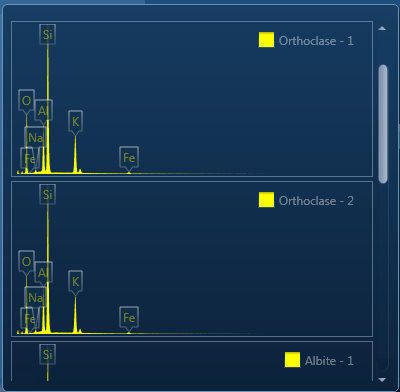 Si
Orthoclase - 1
O
Al
K
Na
Fe
Fe
Si
Orthoclase - 2
O
Al
K
Na
Fe
Fe
Si
Albite - 1